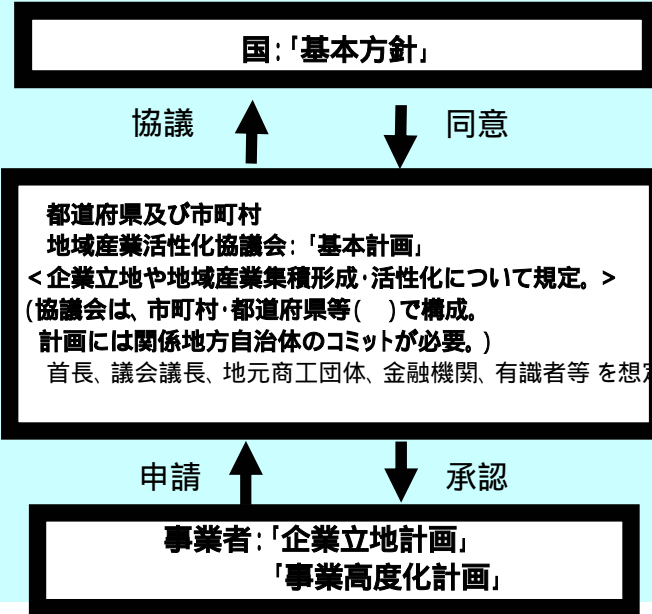 国:「基本方針」
協議
同意
都道府県及び市町村
地域産業活性化協議会:「基本計画」
<企業立地や地域産業集積形成・活性化について規定。>
(協議会は、市町村・都道府県等( )で構成。
計画には関係地方自治体のコミットが必要。)
首長、議会議長、地元商工団体、金融機関、有識者等 を想定
申請
承認
事業者:「企業立地計画」
「事業高度化計画」